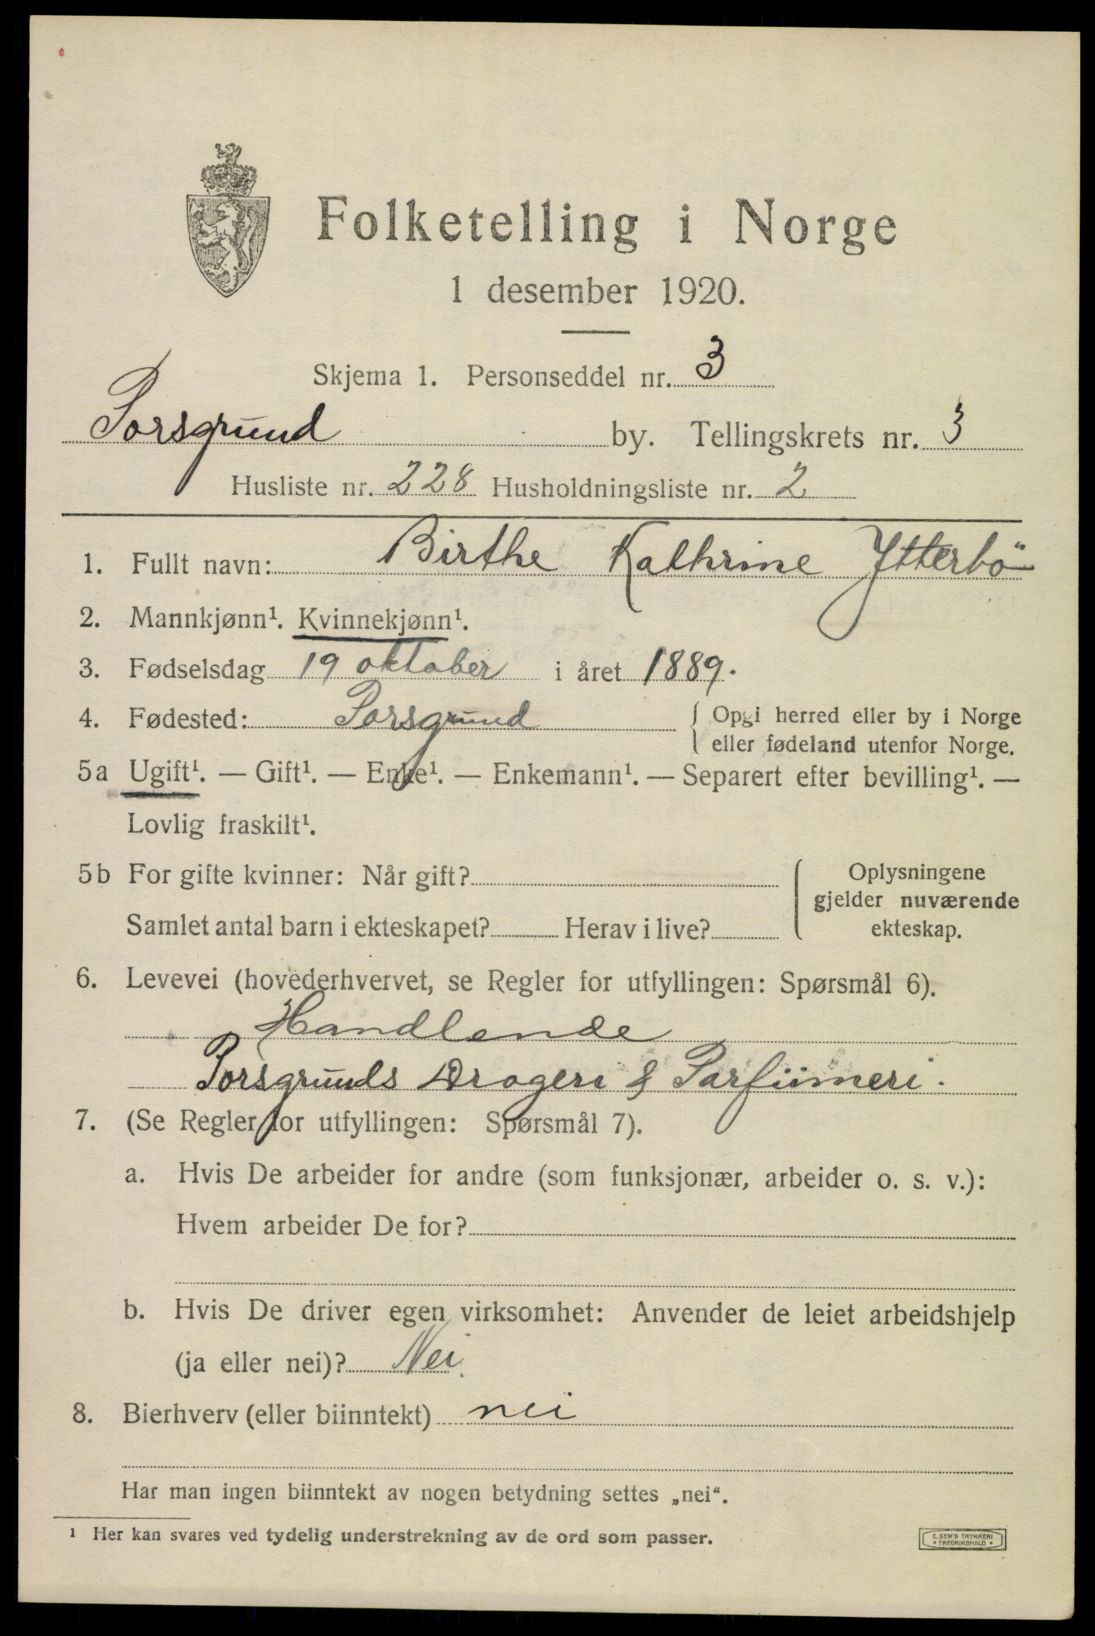 Folketelling i Norge
1 desember 1920.
Skjema 1. Personseddel nr. 3
Porsgrund by. Tellingskrets nr. 3
Husliste nr. 228 Husholdningsliste nr. 2
1. Fullt navn: Birthe Kathrine Ytterbö
2. Mannkjønn¹. Kvinnekjønn¹.
3. Fødselsdag 19 oktober i året 1889.
4. Fødested: Porsgrund { Opgi herred eller by i Norge
eller fødeland utenfor Norge.
5a Ugift¹. — Gift¹. — Enke¹. — Enkemann¹. — Separert efter bevilling¹. —
Lovlig fraskilt¹.
5b For gifte kvinner: Når gift? { Oplysningene
gjelder nuværende
Samlet antal barn i ekteskapet? Herav i live? ekteskap.
6. Levevei (hovederhvervet, se Regler for utfyllingen: Spørsmål 6).
Handlende
Porsgrunds Drogeri & Parfümeri.
7. (Se Regler for utfyllingen: Spørsmål 7).
a. Hvis De arbeider for andre (som funksjonær, arbeider o. s. v.):
Hvem arbeider De for?
b. Hvis De driver egen virksomhet: Anvender de leiet arbeidshjelp
(ja eller nei)? Nei.
8. Bierhverv (eller biinntekt) nei
Har man ingen biinntekt av nogen betydning settes „nei“.
¹ Her kan svares ved tydelig understrekning av de ord som passer.
E. SEM'S TRYKKERI
• FREDRIKSHALD •